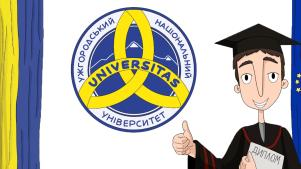 УЖГОРОДСЬКИЙ НАЦІОНАЛЬНИЙ
UNIVERSITAS
УНІВЕРСИТЕТ
ДИПЛОМ